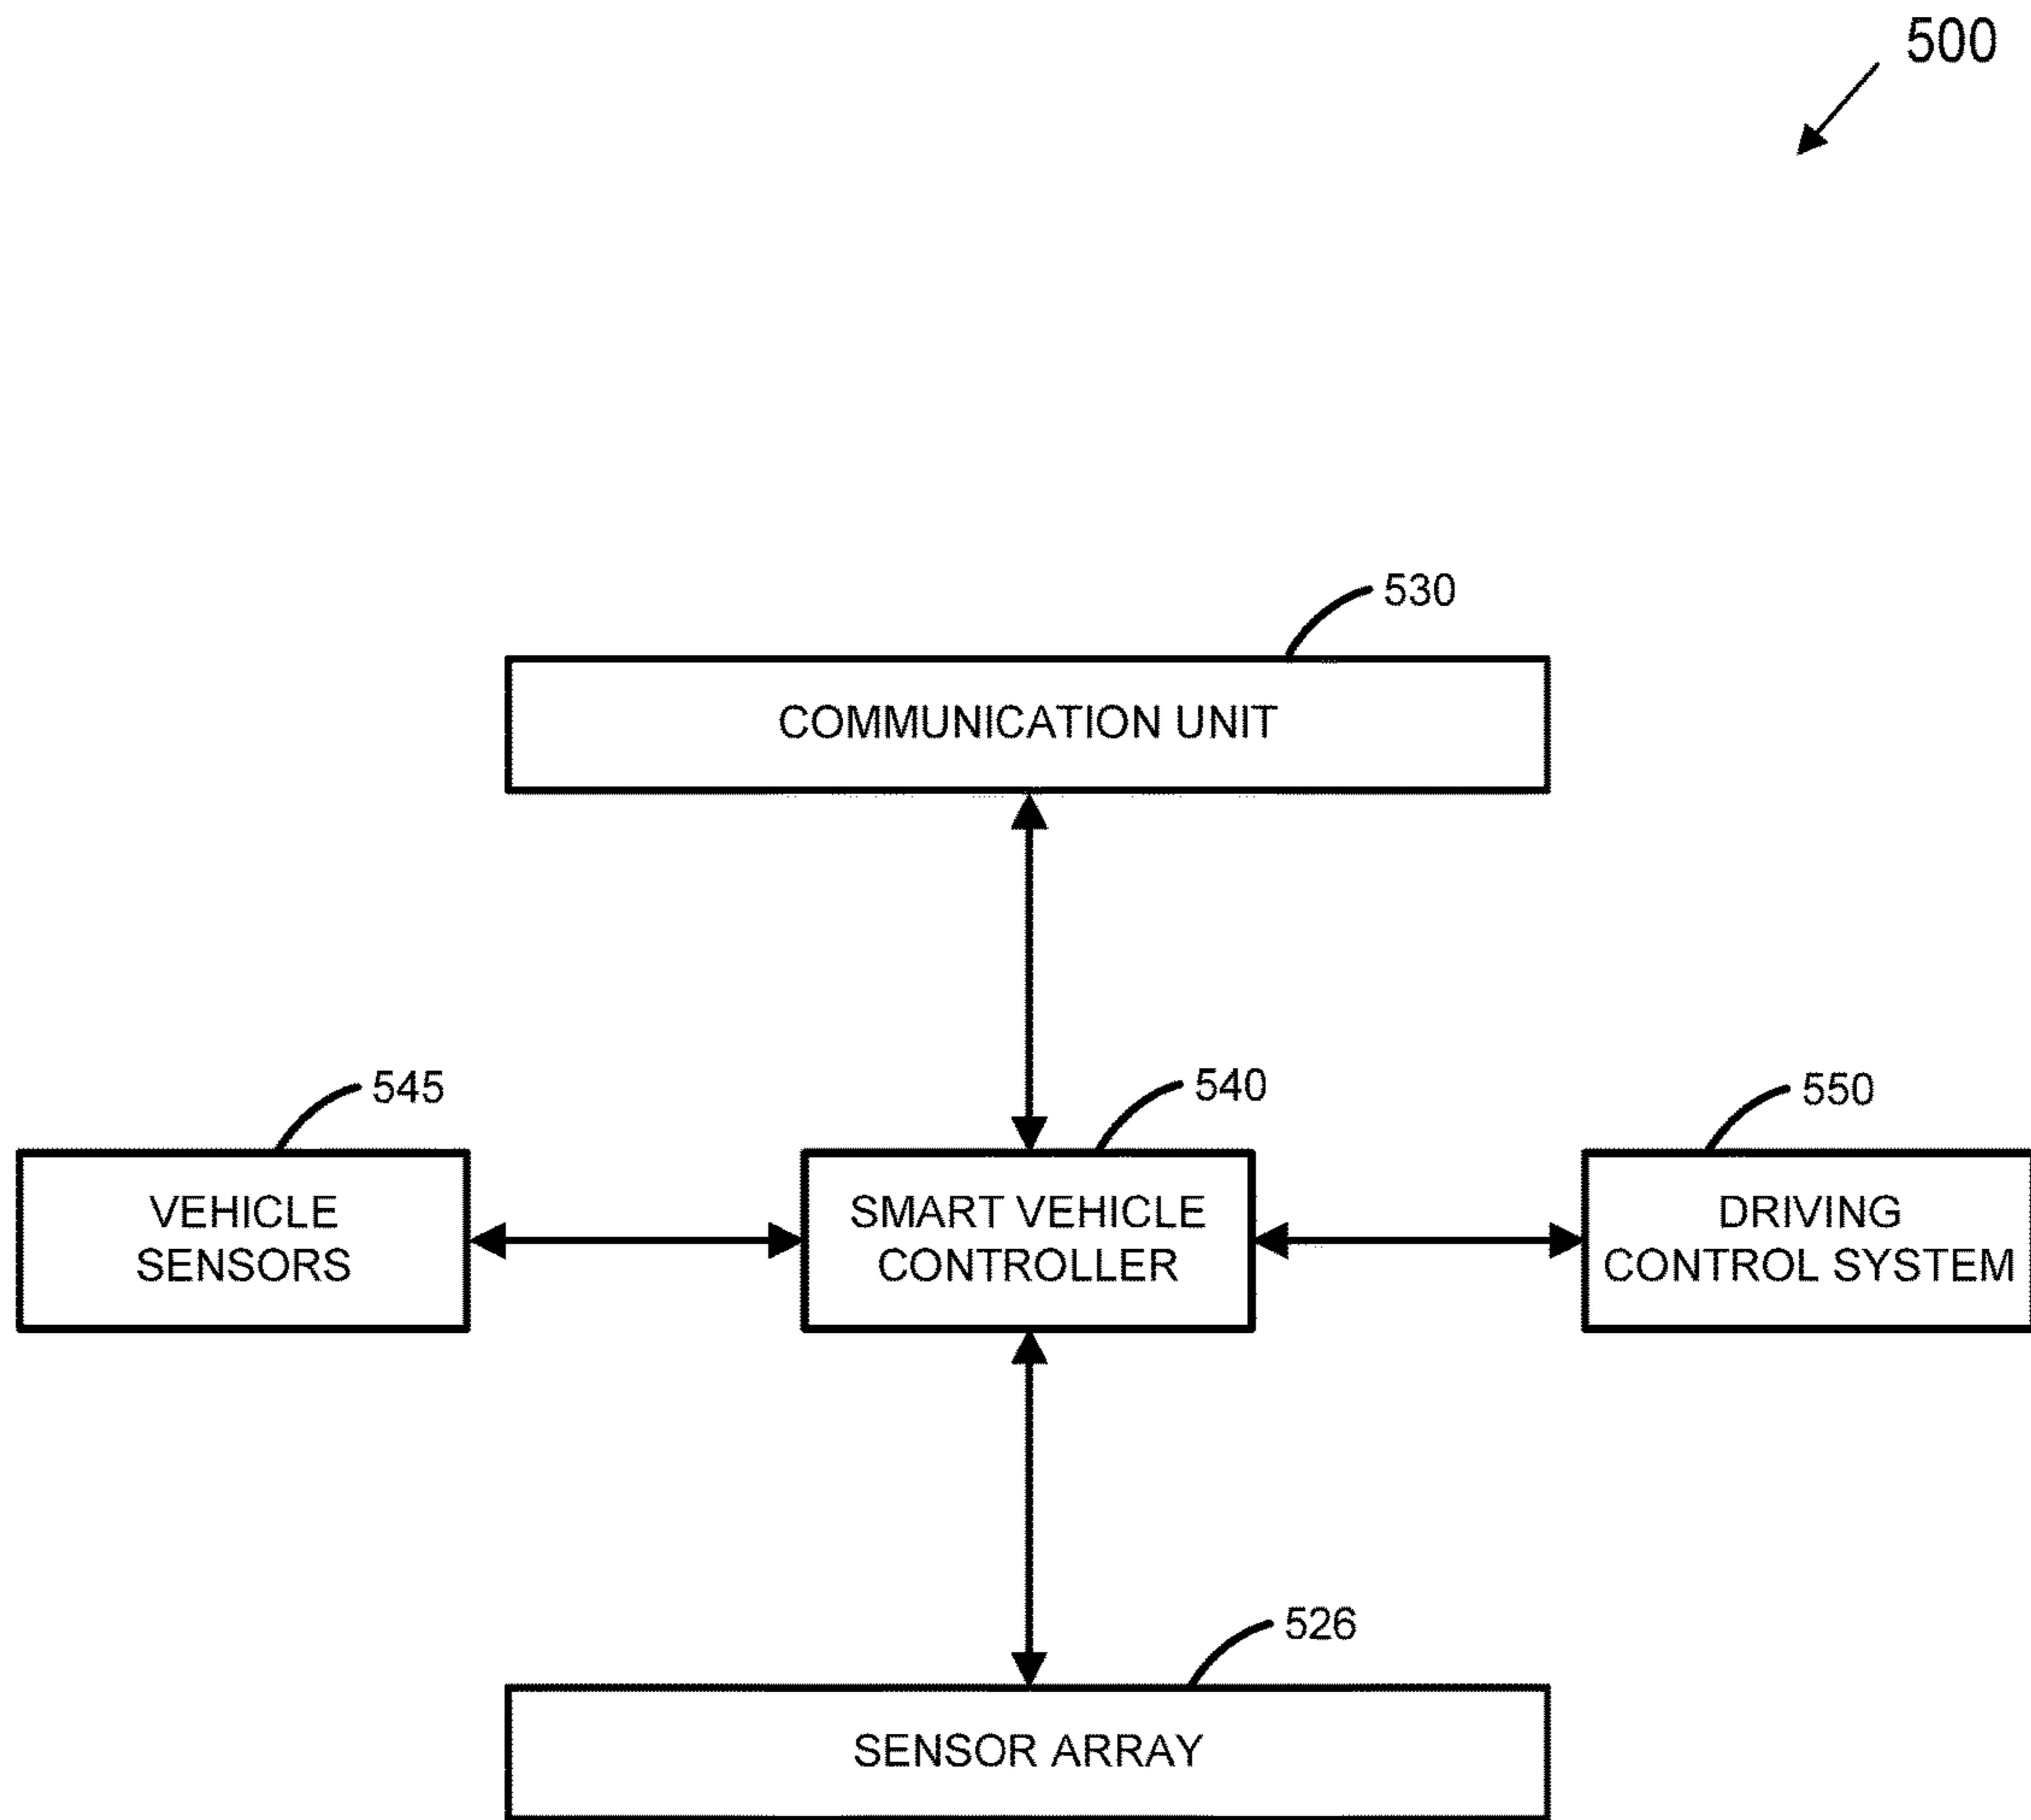 500
530
COMMUNICATION UNIT
545
540
550
VEHICLE
SENSORS
SMART VEHICLE
CONTROLLER
DRIVING
CONTROL SYSTEM
526
SENSOR ARRAY